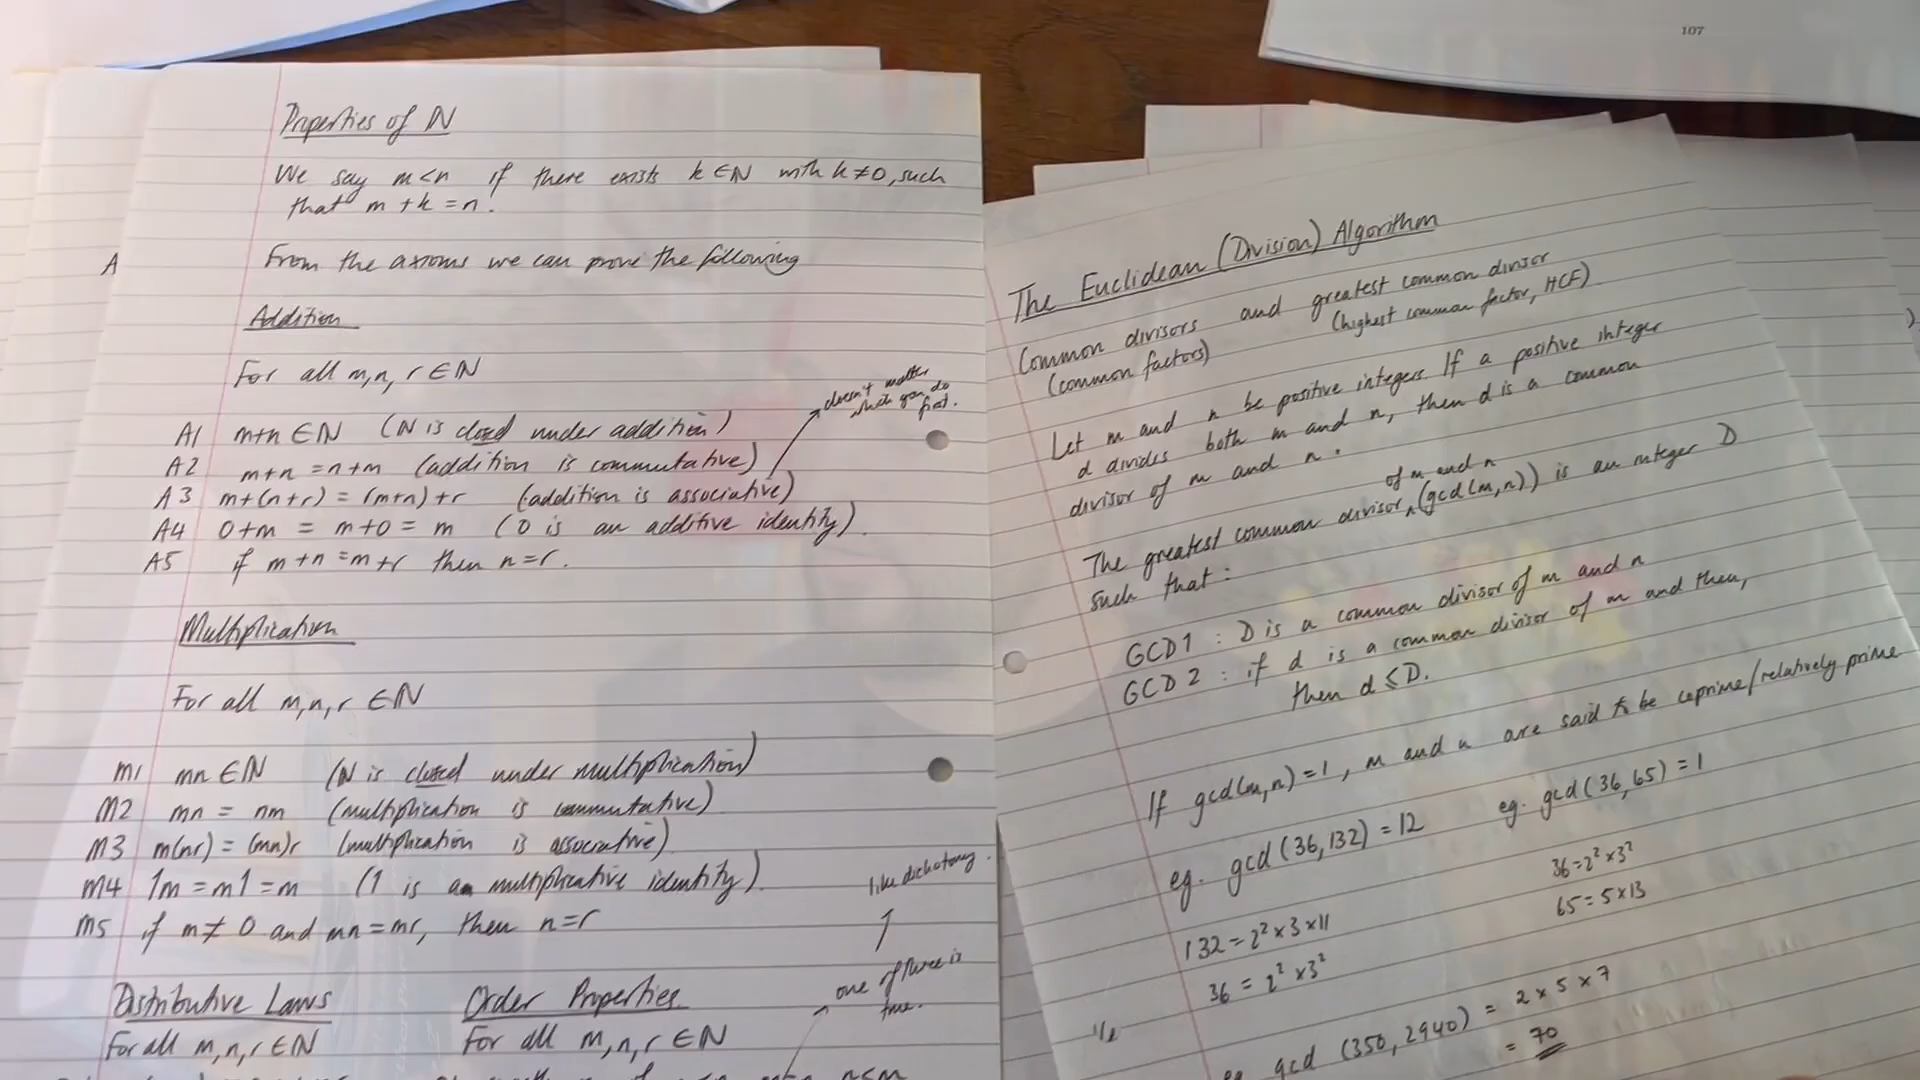 107
Properties of ℕ
We say m<n if there exists k∈ℕ with k≠0, such
that m+k=n.
A From the axioms we can prove the following
Addition
For all m,n,r∈ℕ
doesn't matter
which you do
first.
A1 m+n∈ℕ (ℕ is closed under addition)
A2 m+n=n+m (addition is commutative)
A3 m+(n+r)=(m+n)+r (addition is associative)
A4 0+m = m+0 = m (0 is an additive identity).
A5 if m+n=m+r then n=r.
Multiplication
For all m,n,r∈ℕ
M1 mn∈ℕ (ℕ is closed under multiplication)
M2 mn = nm (multiplication is commutative)
M3 m(nr) = (mn)r (multiplication is associative).
M4 1m=m1=m (1 is a multiplicative identity).
M5 if m≠0 and mn=mr, then n=r
like dichotomy.
one of three is
true.
Distributive Laws
For all m,n,r∈ℕ
Order Properties
For all m,n,r∈ℕ
The Euclidean (Division) Algorithm
Common divisors and greatest common divisor
(common factors) (highest common factor, HCF)
Let m and n be positive integers If a positive integer
d divides both m and n, then d is a common
divisor of m and n.
of m and n
The greatest common divisor (gcd(m,n)) is an integer D
such that:
GCD1 : D is a common divisor of m and n
GCD2 : if d is a common divisor of m and then,
then d≤D.
If gcd(m,n)=1, m and n are said to be coprime/relatively prime
eg. gcd(36,132)=12 eg. gcd(36,65)=1
132=2²×3×11 36=2²×3²
36=2²×3² 65=5×13
eg gcd (350,2940) = 2×5×7
= 70